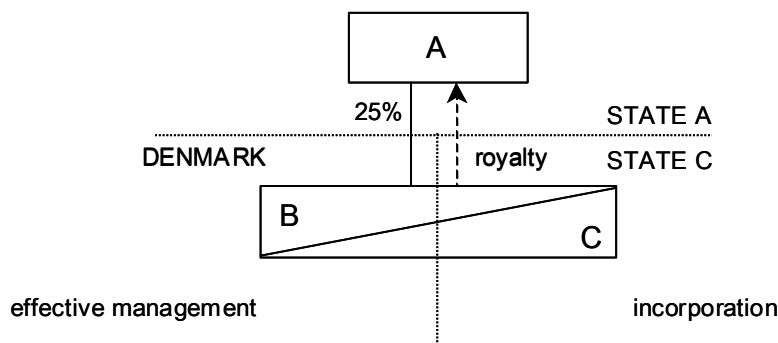 A
25%
STATE A
DENMARK
royalty
STATE C
B
C
effective management
incorporation